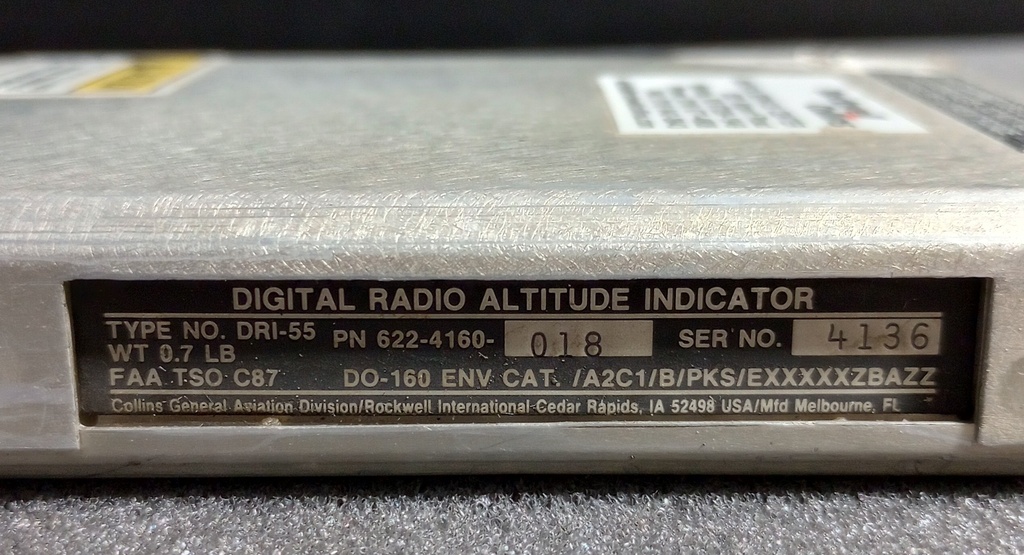 DIGITAL RADIO ALTITUDE INDICATOR
TYPE NO. DRI-55 PN 622-4160- 018 SER NO. 4136
WT 0.7 LB
FAA TSO C87 DO-160 ENV CAT. /A2C1/B/PKS/EXXXXXZBAZZ
Collins General Aviation Division/Rockwell International-Cedar Rapids, IA 52498 USA/Mfd Melbourne, FL